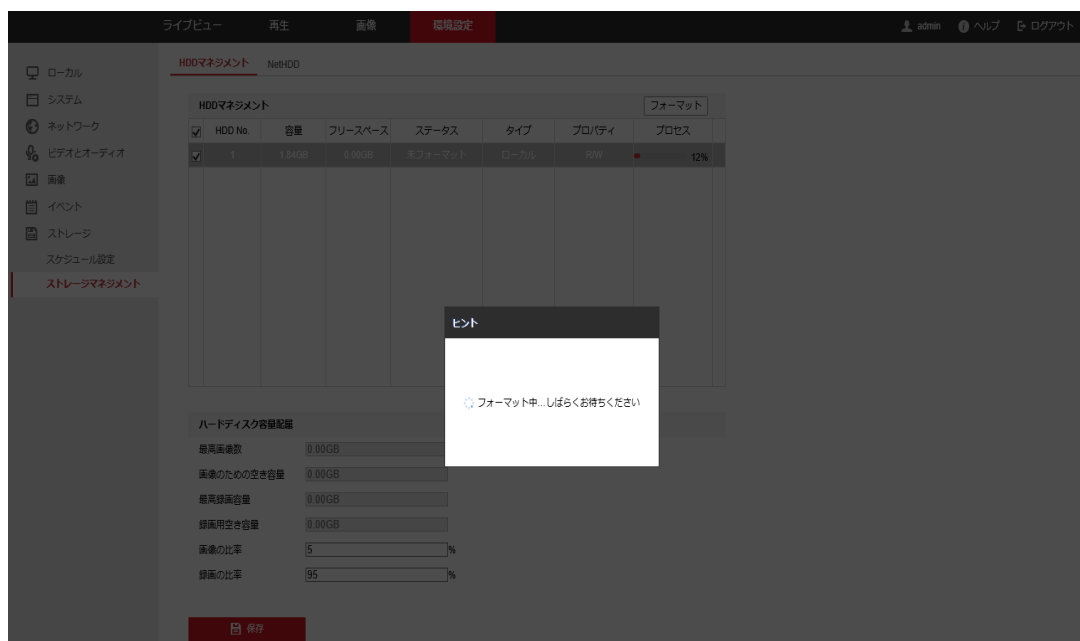 ライブビュー 再生 画像 環境設定 admin ヘルプ ログアウト
ローカル
システム
ネットワーク
ビデオとオーディオ
画像
イベント
ストレージ
スケジュール設定
ストレージマネジメント
HDDマネジメント NetHDD
HDDマネジメント フォーマット
HDD No. 容量 フリースペース ステータス タイプ プロパティ プロセス
1 1.84GB 0.00GB 未フォーマット ローカル R/W 12%
ヒント
フォーマット中...しばらくお待ちください
ハードディスク容量配量
最高画像数 0.00GB
画像のための空き容量 0.00GB
最高録画容量 0.00GB
録画用空き容量 0.00GB
画像の比率 5 %
録画の比率 95 %
保存